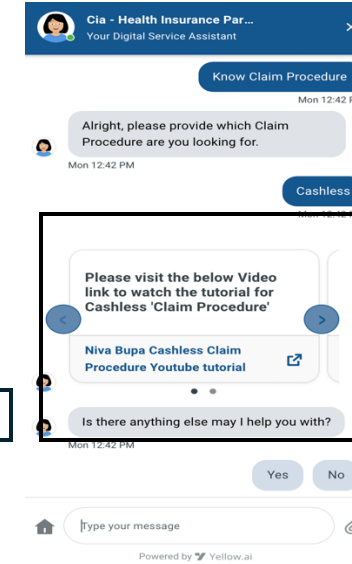 Cia - Health Insurance Par...
Your Digital Service Assistant
Know Claim Procedure
Mon 12:42
Alright, please provide which Claim
Procedure are you looking for.
Mon 12:42 PM
Cashless
Please visit the below Video
link to watch the tutorial for
Cashless 'Claim Procedure'
Niva Bupa Cashless Claim
Procedure Youtube tutorial
Is there anything else may I help you with?
Mon 12:42 PM
Yes No
Type your message
Powered by Yellow.ai